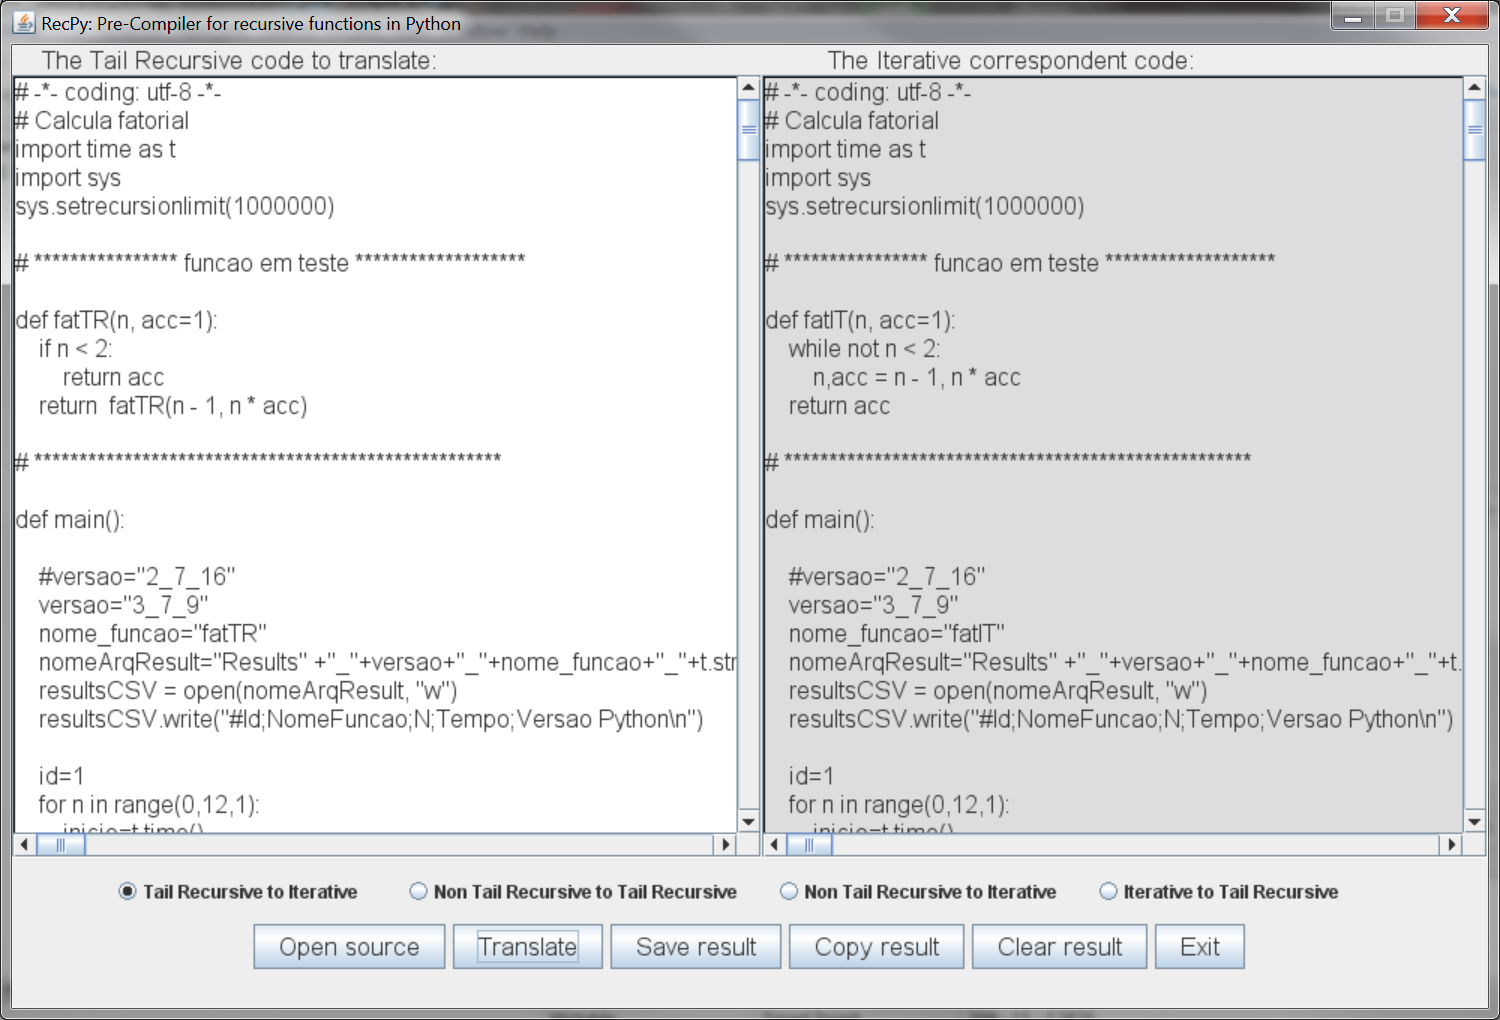 RecPy: Pre-Compiler for recursive functions in Python
The Tail Recursive code to translate:
# -*- coding: utf-8 -*-
# Calcula fatorial
import time as t
import sys
sys.setrecursionlimit(1000000)
# **************** funcao em teste *******************
def fatTR(n, acc=1):
if n < 2:
return acc
return  fatTR(n - 1, n * acc)
# ****************************************************
def main():
#versao="2_7_16"
versao="3_7_9"
nome_funcao="fatTR"
nomeArqResult="Results" +"_"+versao+"_"+nome_funcao+"_"+t.str
resultsCSV = open(nomeArqResult, "w")
resultsCSV.write("#Id;NomeFuncao;N;Tempo;Versao Python\n")
id=1
for n in range(0,12,1):
inicio=t.time()
The Iterative correspondent code:
# -*- coding: utf-8 -*-
# Calcula fatorial
import time as t
import sys
sys.setrecursionlimit(1000000)
# **************** funcao em teste *******************
def fatIT(n, acc=1):
while not n < 2:
n,acc = n - 1, n * acc
return acc
# ****************************************************
def main():
#versao="2_7_16"
versao="3_7_9"
nome_funcao="fatIT"
nomeArqResult="Results" +"_"+versao+"_"+nome_funcao+"_"+t.
resultsCSV = open(nomeArqResult, "w")
resultsCSV.write("#Id;NomeFuncao;N;Tempo;Versao Python\n")
id=1
for n in range(0,12,1):
inicio=t.time()
Tail Recursive to Iterative
Non Tail Recursive to Tail Recursive
Non Tail Recursive to Iterative
Iterative to Tail Recursive
Open source
Translate
Save result
Copy result
Clear result
Exit